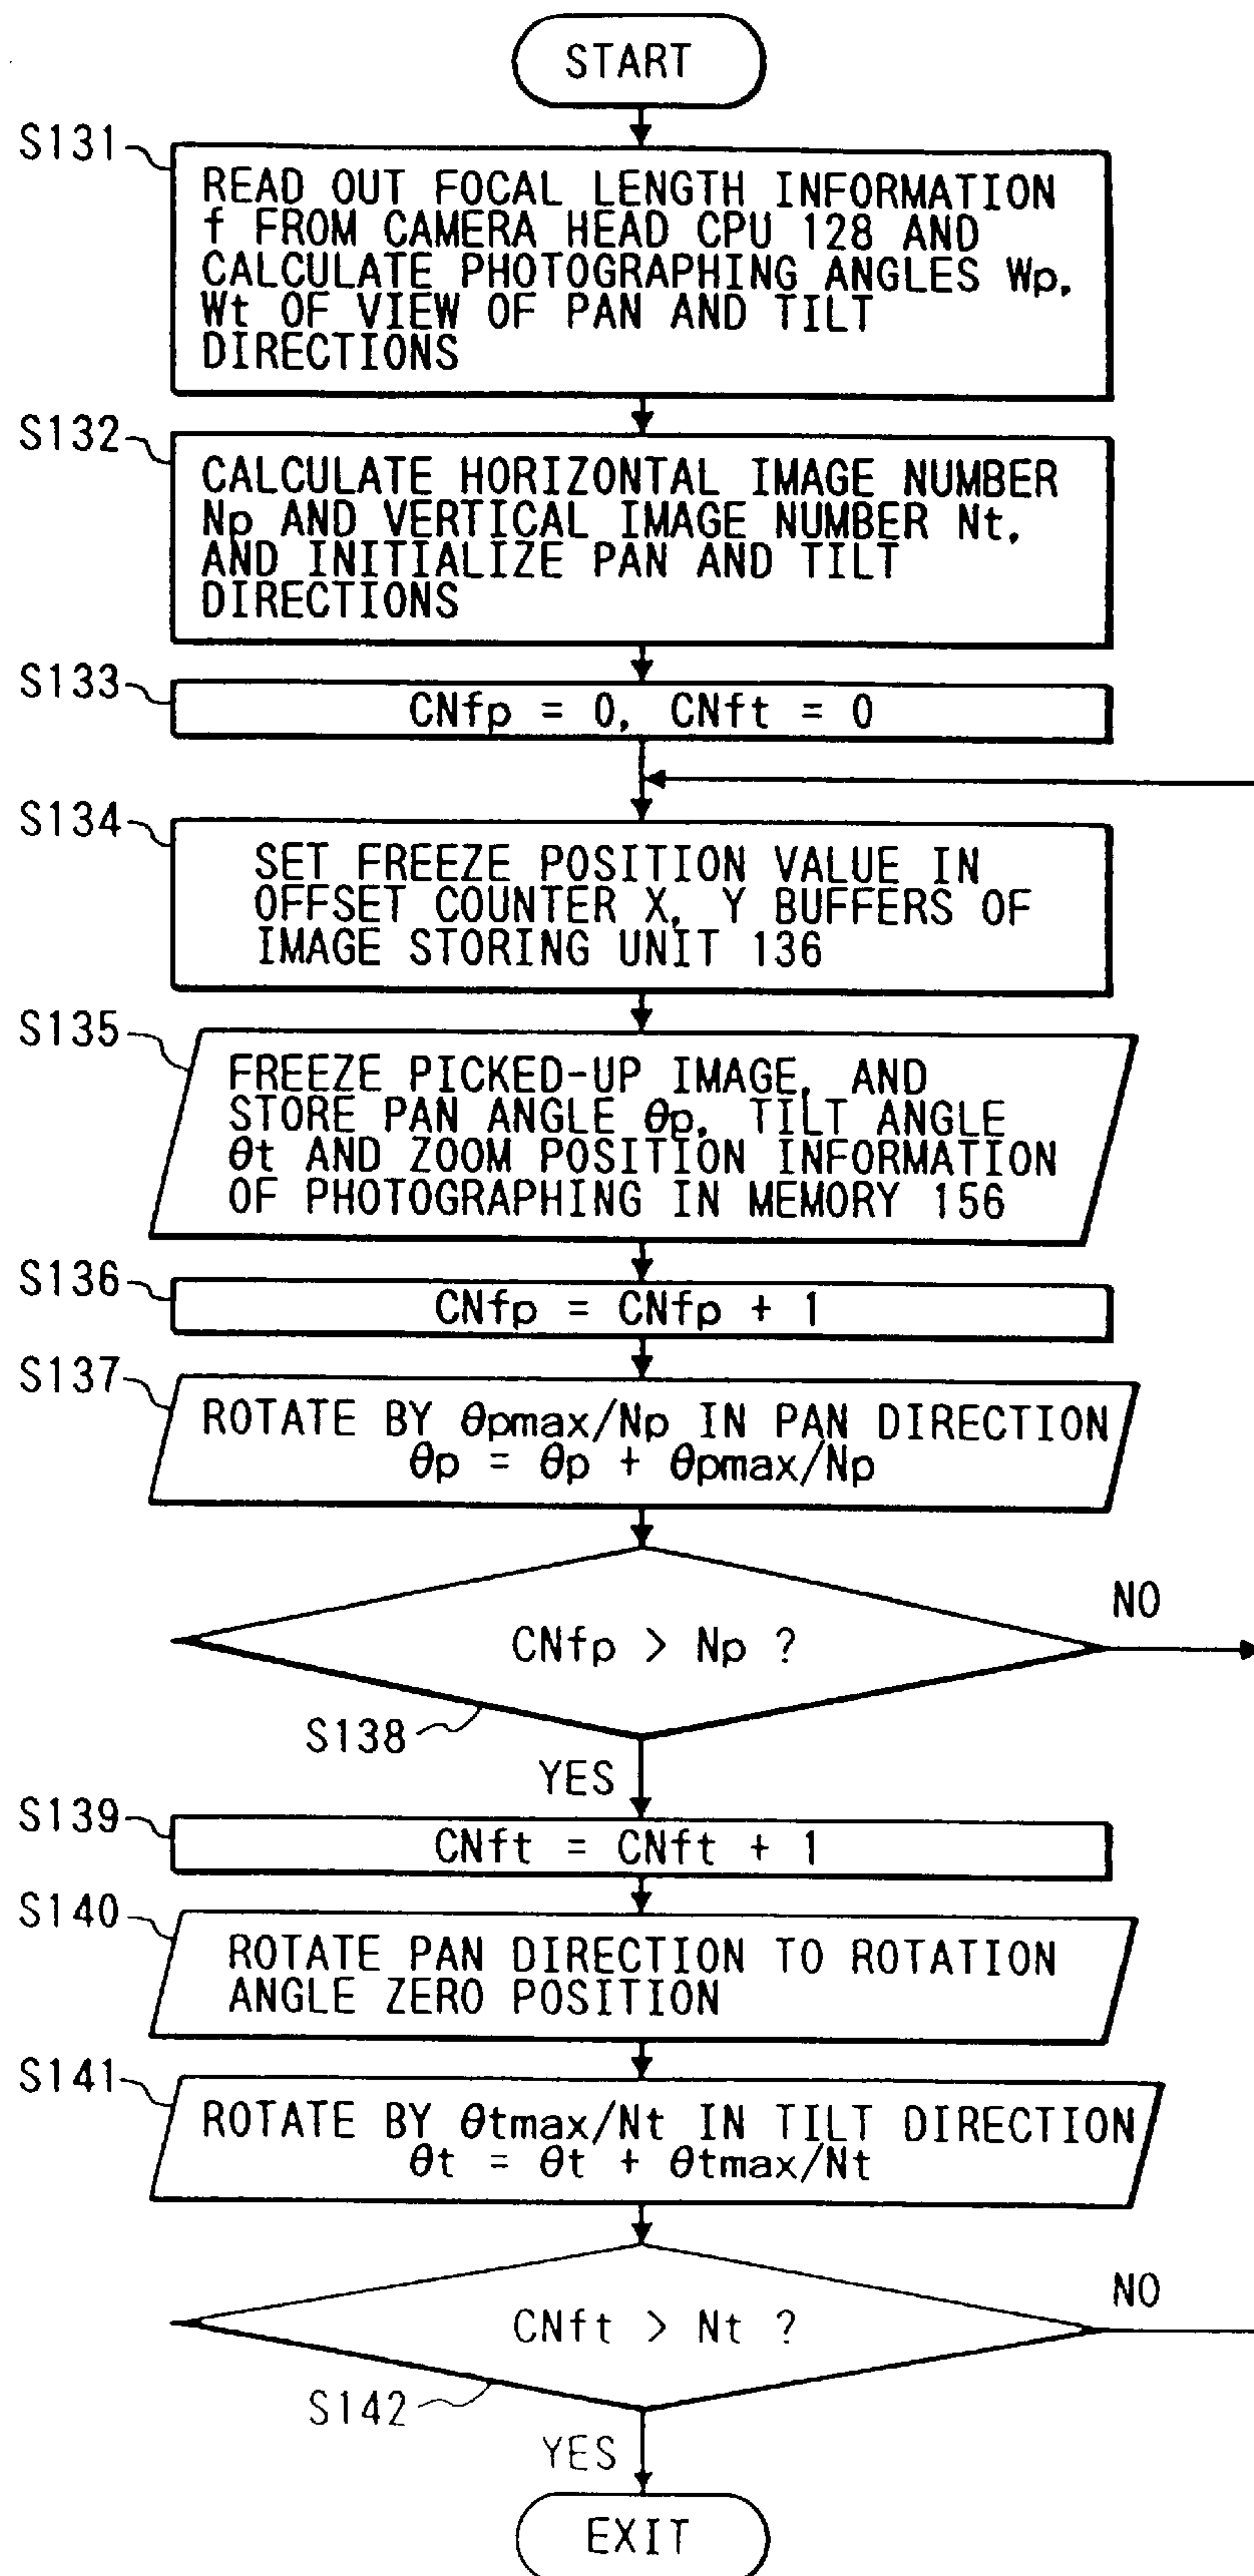 START
S131
READ OUT FOCAL LENGTH INFORMATION
f FROM CAMERA HEAD CPU 128 AND
CALCULATE PHOTOGRAPHING ANGLES Wp,
Wt OF VIEW OF PAN AND TILT
DIRECTIONS
S132
CALCULATE HORIZONTAL IMAGE NUMBER
Np AND VERTICAL IMAGE NUMBER Nt,
AND INITIALIZE PAN AND TILT
DIRECTIONS
S133
CNfp = 0, CNft = 0
S134
SET FREEZE POSITION VALUE IN
OFFSET COUNTER X, Y BUFFERS OF
IMAGE STORING UNIT 136
S135
FREEZE PICKED-UP IMAGE, AND
STORE PAN ANGLE θp, TILT ANGLE
θt AND ZOOM POSITION INFORMATION
OF PHOTOGRAPHING IN MEMORY 156
S136
CNfp = CNfp + 1
S137
ROTATE BY θpmax/Np IN PAN DIRECTION
θp = θp + θpmax/Np
CNfp > Np ?
NO
S138
YES
S139
CNft = CNft + 1
S140
ROTATE PAN DIRECTION TO ROTATION
ANGLE ZERO POSITION
S141
ROTATE BY θtmax/Nt IN TILT DIRECTION
θt = θt + θtmax/Nt
CNft > Nt ?
NO
S142
YES
EXIT